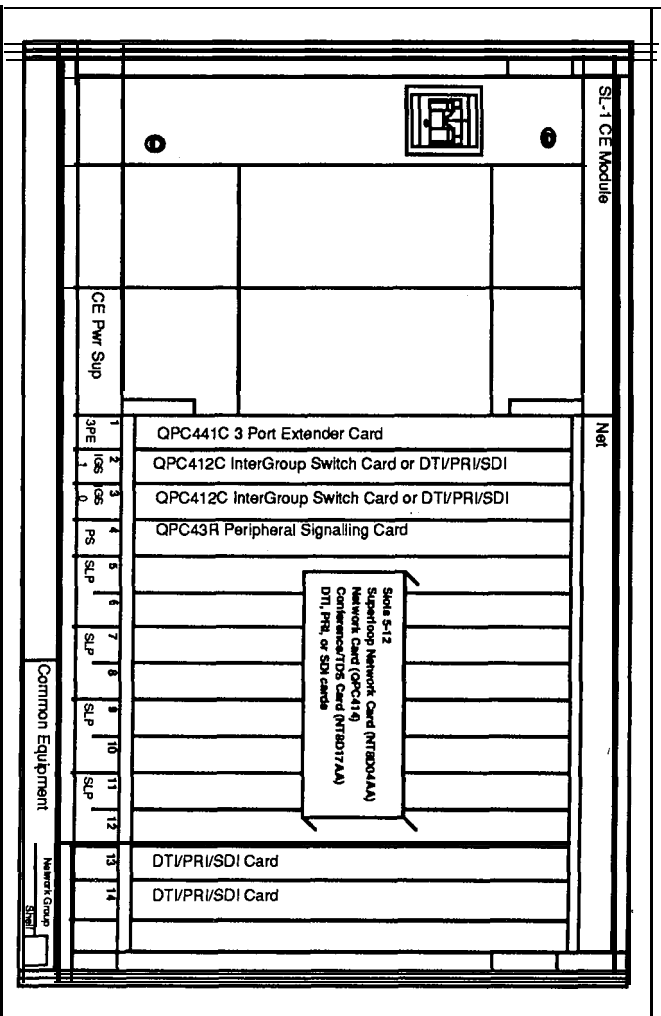 SL-1 CE Module
Net
CE Pwr Sup
1
3PE
QPC441C 3 Port Extender Card
2
IGS
1
QPC412C InterGroup Switch Card or DTI/PRI/SDI
3
IGS
0
QPC412C InterGroup Switch Card or DTI/PRI/SDI
4
PS
QPC43R Peripheral Signalling Card
5
SLP
6
7
SLP
8
9
SLP
10
11
SLP
12
Slots 5-12
Superloop Network Card (NT8D04AA)
Network Card (QPC414)
Conference/TDS Card (NT8D17AA)
DTI, PRI, or SDI cards
13
DTI/PRI/SDI Card
14
DTI/PRI/SDI Card
Common Equipment
Network Group
Shelf